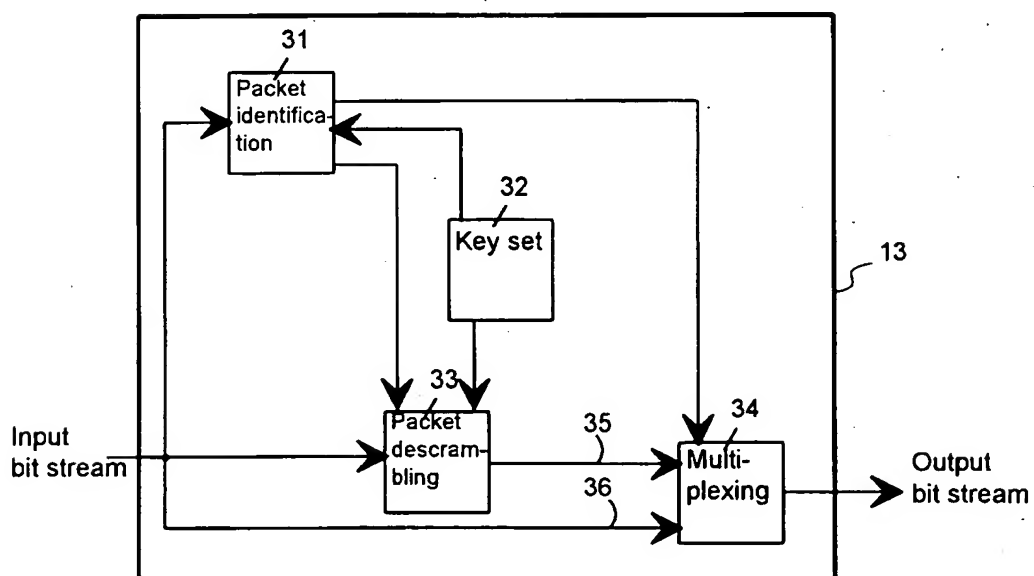 31
Packet
identifica-
tion
32
Key set
13
33
Packet
descram-
bling
35
34
Multi-
plexing
36
Input
bit stream
Output
bit stream